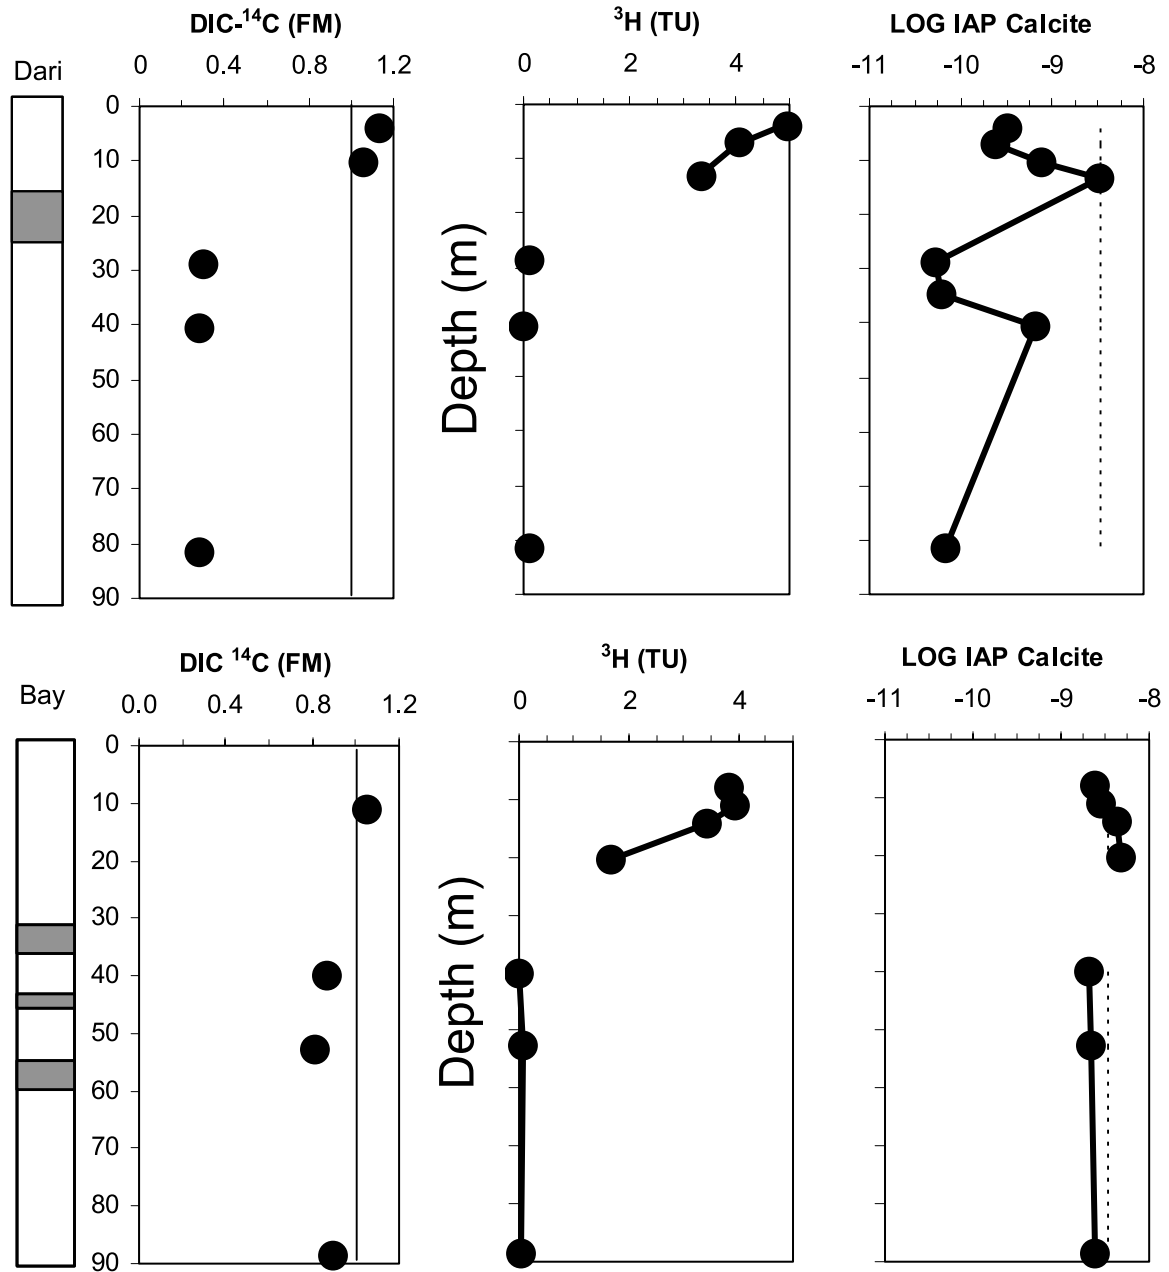 DIC-¹⁴C (FM) ³H (TU) LOG IAP Calcite
Dari
0 0.4 0.8 1.2 0 2 4 -11 -10 -9 -8
0
10
20
30
40
50
60
70
80
90
Depth (m)
DIC ¹⁴C (FM) ³H (TU) LOG IAP Calcite
Bay
0.0 0.4 0.8 1.2 0 2 4 -11 -10 -9 -8
0
10
20
30
40
50
60
70
80
90
Depth (m)